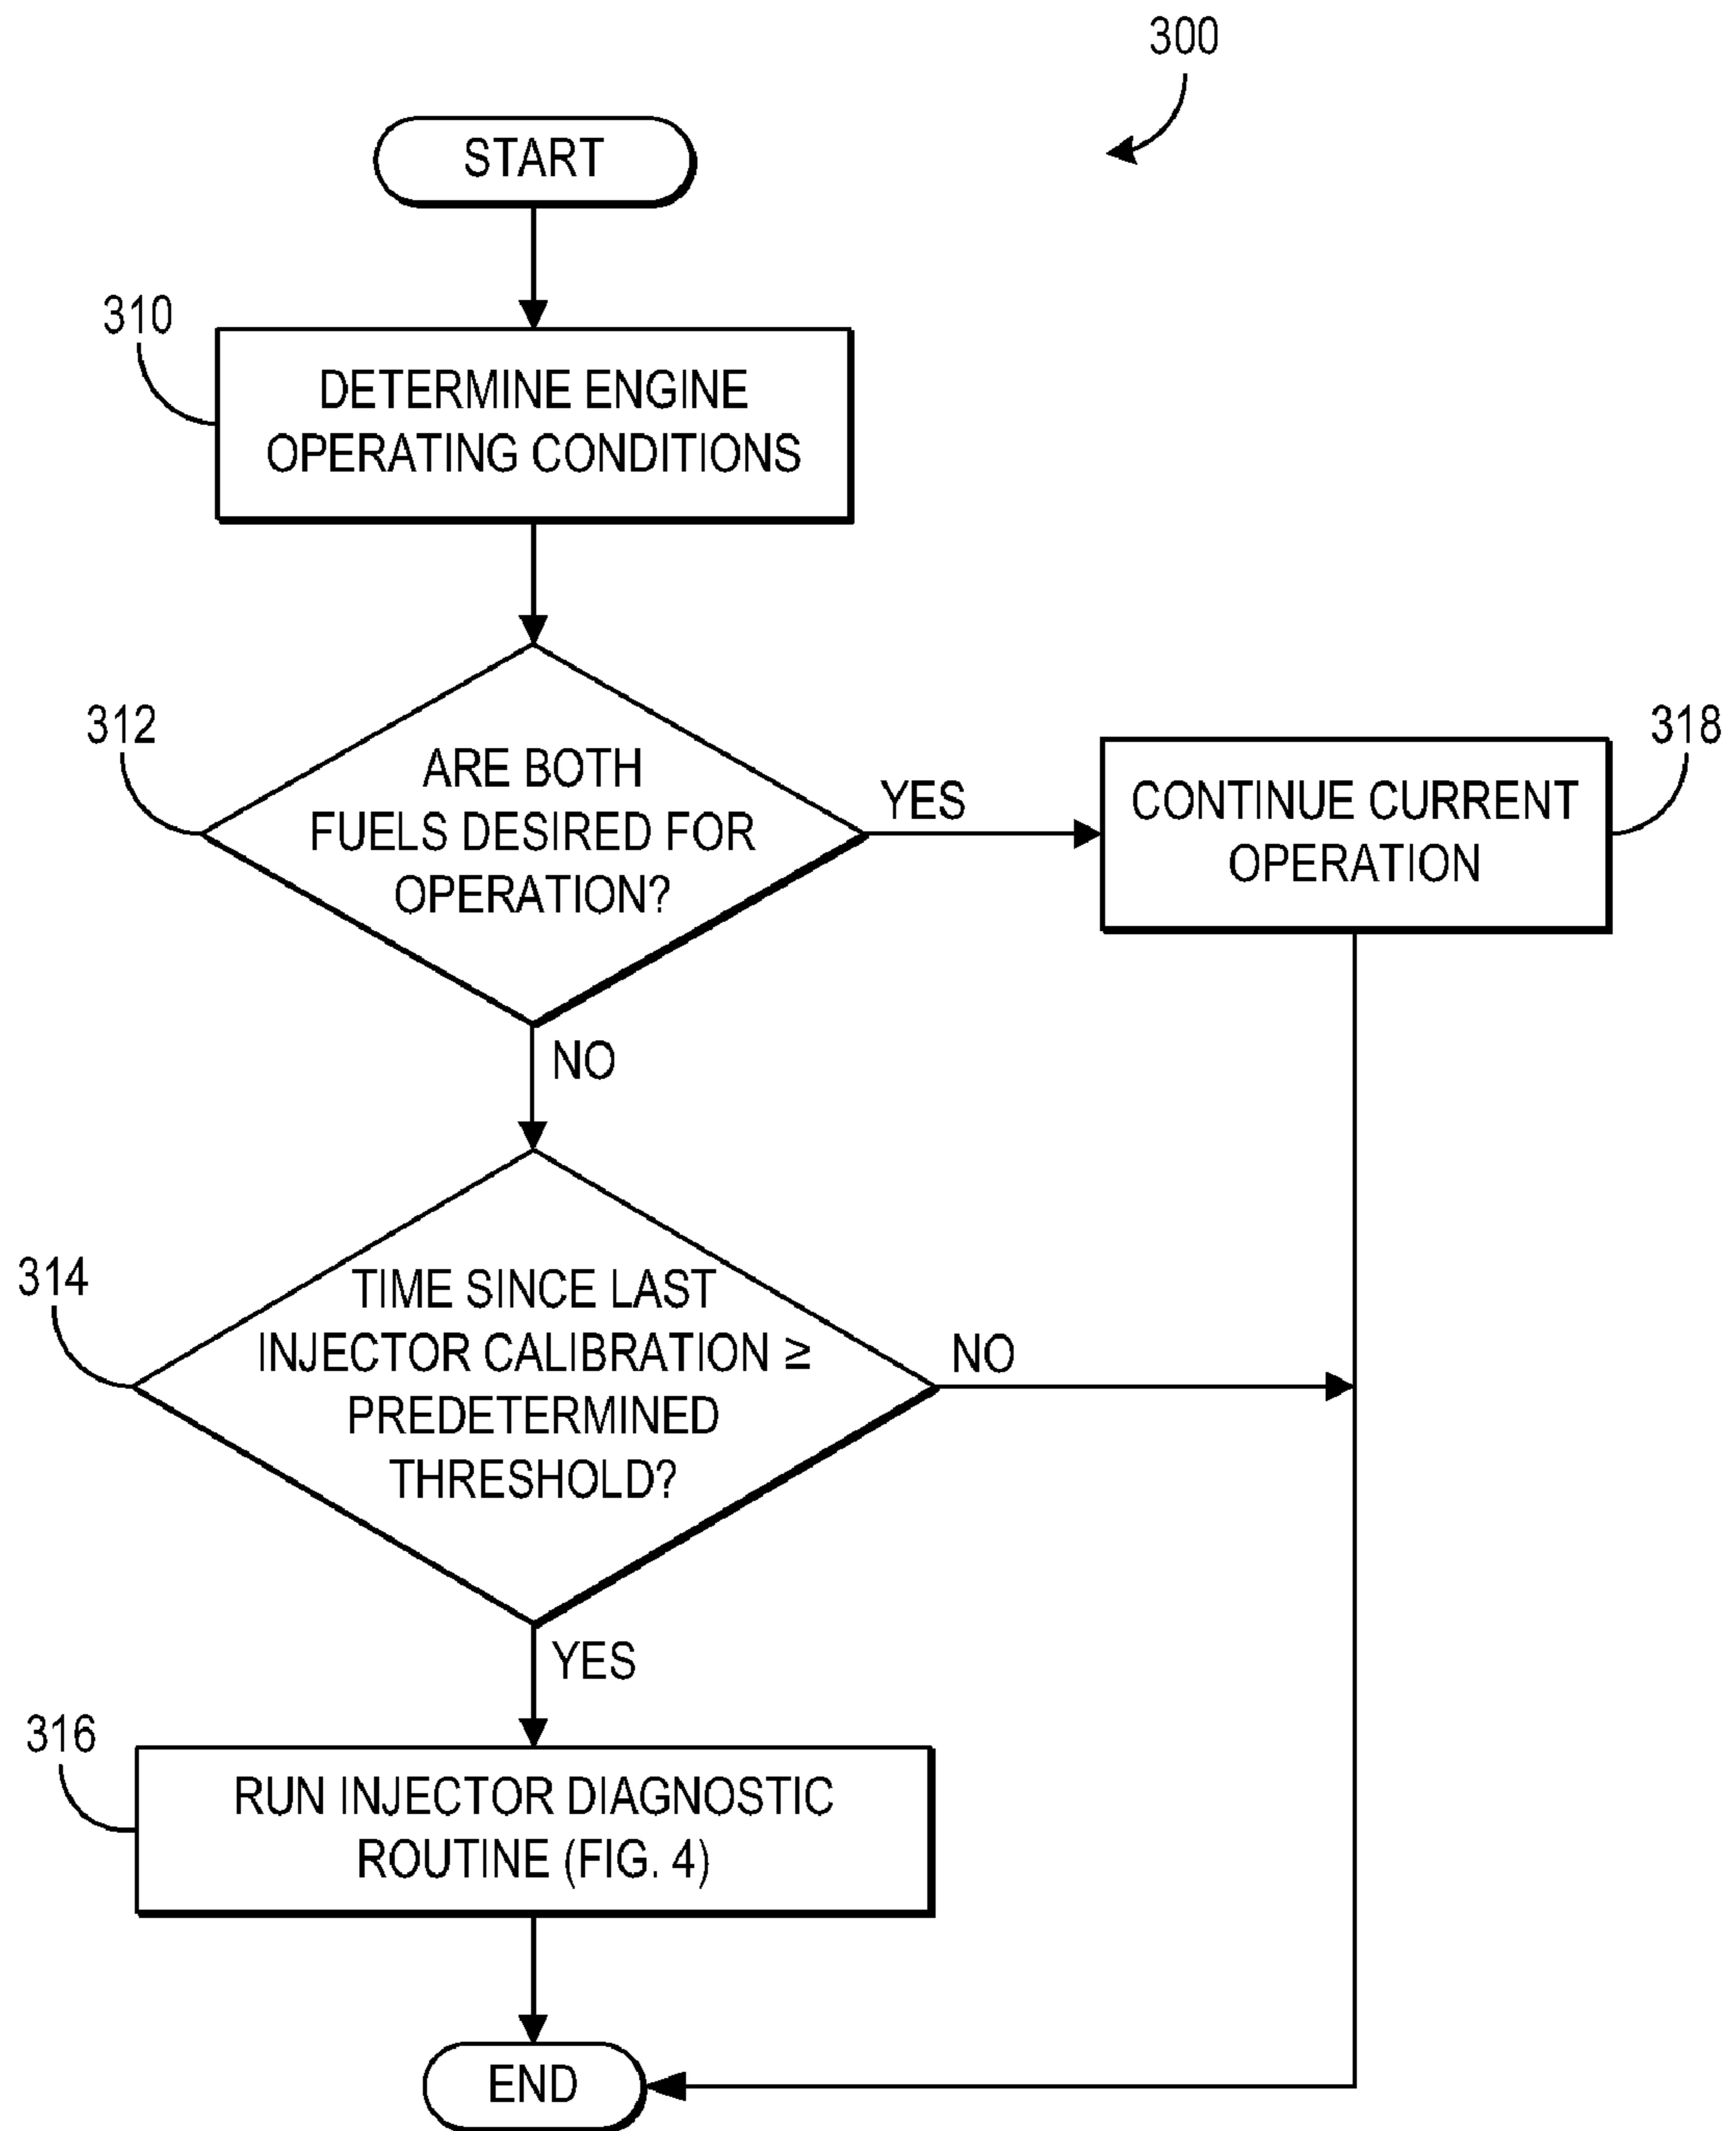 300
START
310
DETERMINE ENGINE
OPERATING CONDITIONS
312
ARE BOTH
FUELS DESIRED FOR
OPERATION?
YES
318
CONTINUE CURRENT
OPERATION
NO
314
TIME SINCE LAST
INJECTOR CALIBRATION ≥
PREDETERMINED
THRESHOLD?
NO
YES
316
RUN INJECTOR DIAGNOSTIC
ROUTINE (FIG. 4)
END